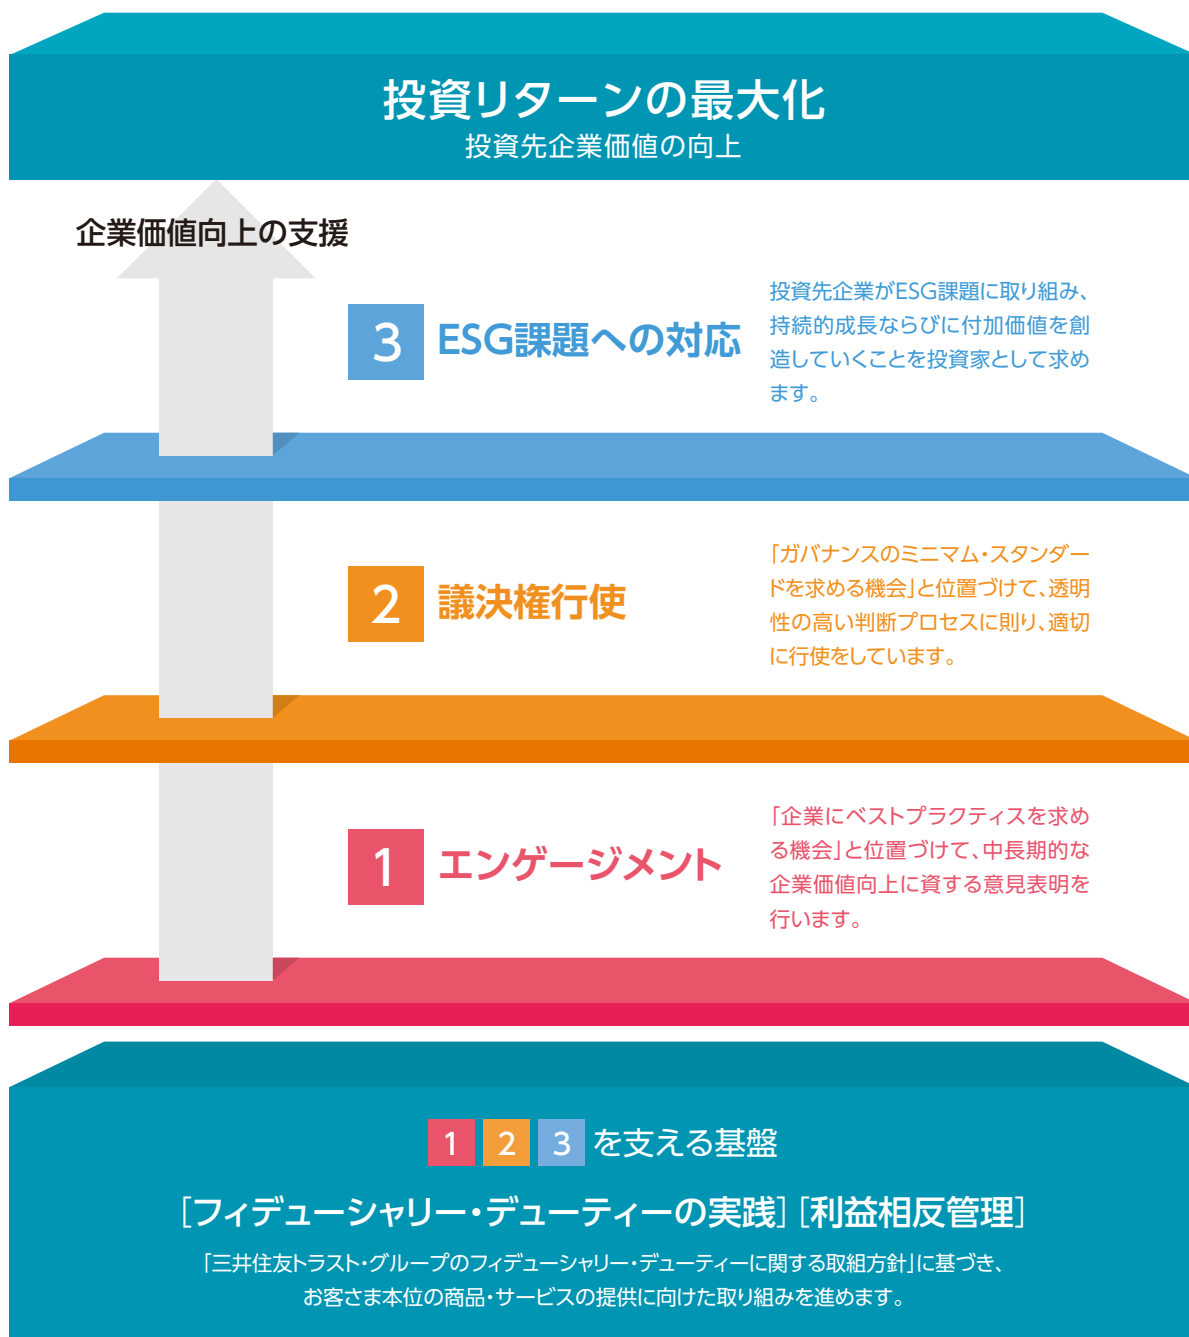 投資リターンの最大化
投資先企業価値の向上
企業価値向上の支援
3 ESG課題への対応
投資先企業がESG課題に取り組み、
持続的成長ならびに付加価値を創
造していくことを投資家として求め
ます。
2 議決権行使
「ガバナンスのミニマム・スタンダー
ドを求める機会」と位置づけて、透明
性の高い判断プロセスに則り、適切
に行使をしています。
1 エンゲージメント
「企業にベストプラクティスを求め
る機会」と位置づけて、中長期的な
企業価値向上に資する意見表明を
行います。
1 2 3 を支える基盤
[フィデューシャリー・デューティーの実践] [利益相反管理]
「三井住友トラスト・グループのフィデューシャリー・デューティーに関する取組方針」に基づき、
お客さま本位の商品・サービスの提供に向けた取り組みを進めます。